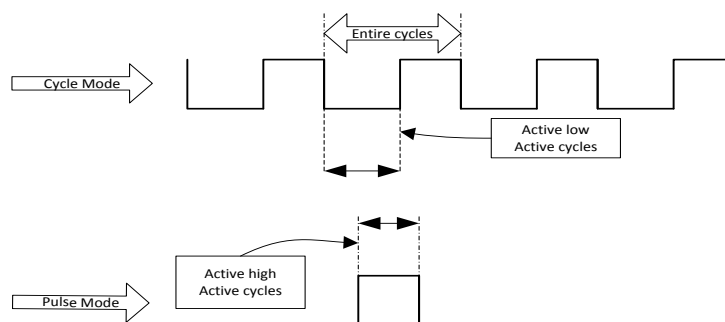 Entire cycles
Cycle Mode
Active low
Active cycles
Active high
Active cycles
Pulse Mode